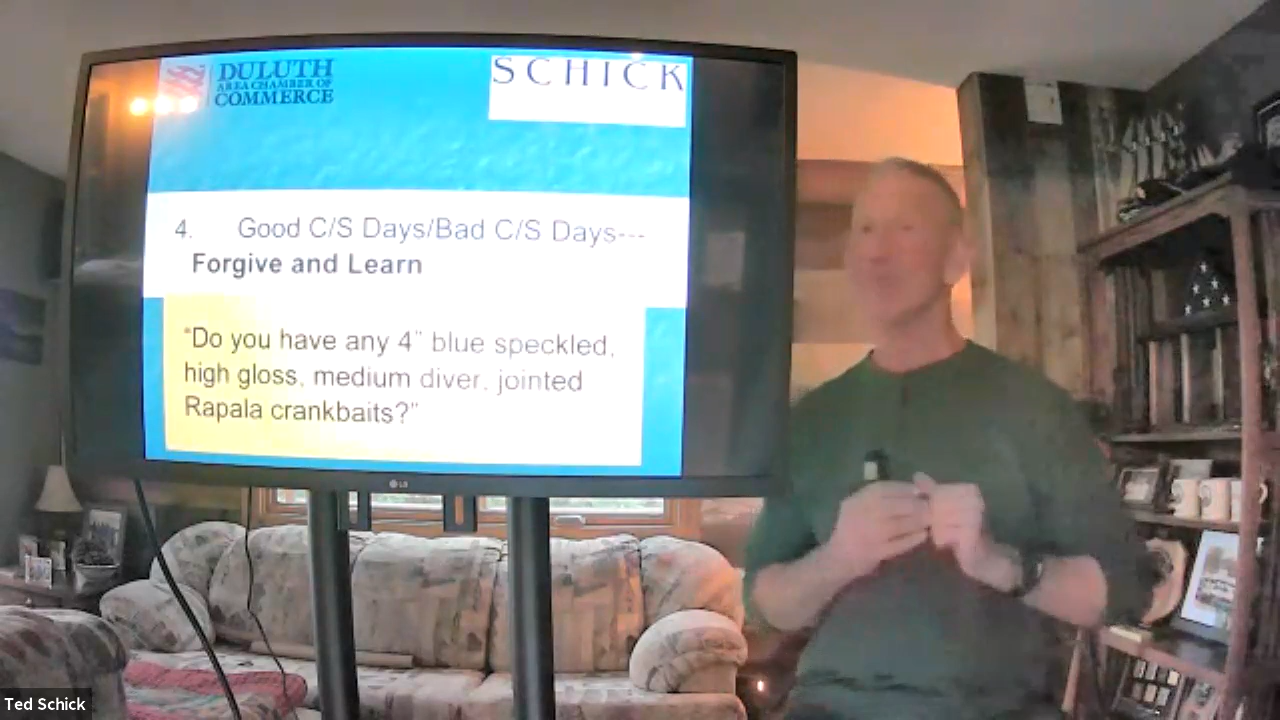 DULUTH
AREA CHAMBER OF
COMMERCE
SCHICK
4. Good C/S Days/Bad C/S Days---
Forgive and Learn
“Do you have any 4” blue speckled,
high gloss, medium diver, jointed
Rapala crankbaits?”
LG
Ted Schick